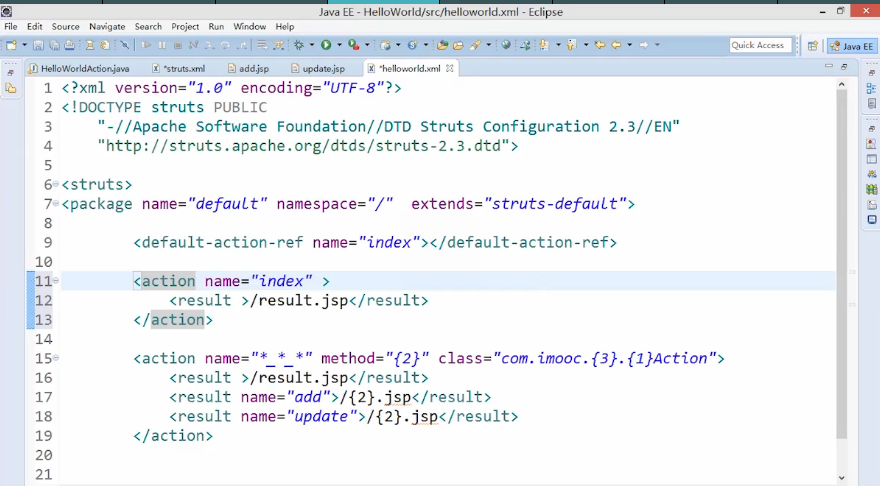 Java EE - HelloWorld/src/helloworld.xml - Eclipse
File Edit Source Navigate Search Project Run Window Help
Quick Access Java EE
HelloWorldAction.java *struts.xml add.jsp update.jsp *helloworld.xml
1 <?xml version="1.0" encoding="UTF-8"?>
2 <!DOCTYPE struts PUBLIC
3 "-//Apache Software Foundation//DTD Struts Configuration 2.3//EN"
4 "http://struts.apache.org/dtds/struts-2.3.dtd">
5
6 <struts>
7 <package name="default" namespace="/"  extends="struts-default">
8
9 <default-action-ref name="index"></default-action-ref>
10
11 <action name="index" >
12 <result >/result.jsp</result>
13 </action>
14
15 <action name="*_*_*" method="{2}" class="com.imooc.{3}.{1}Action">
16 <result >/result.jsp</result>
17 <result name="add">/{2}.jsp</result>
18 <result name="update">/{2}.jsp</result>
19 </action>
20
21